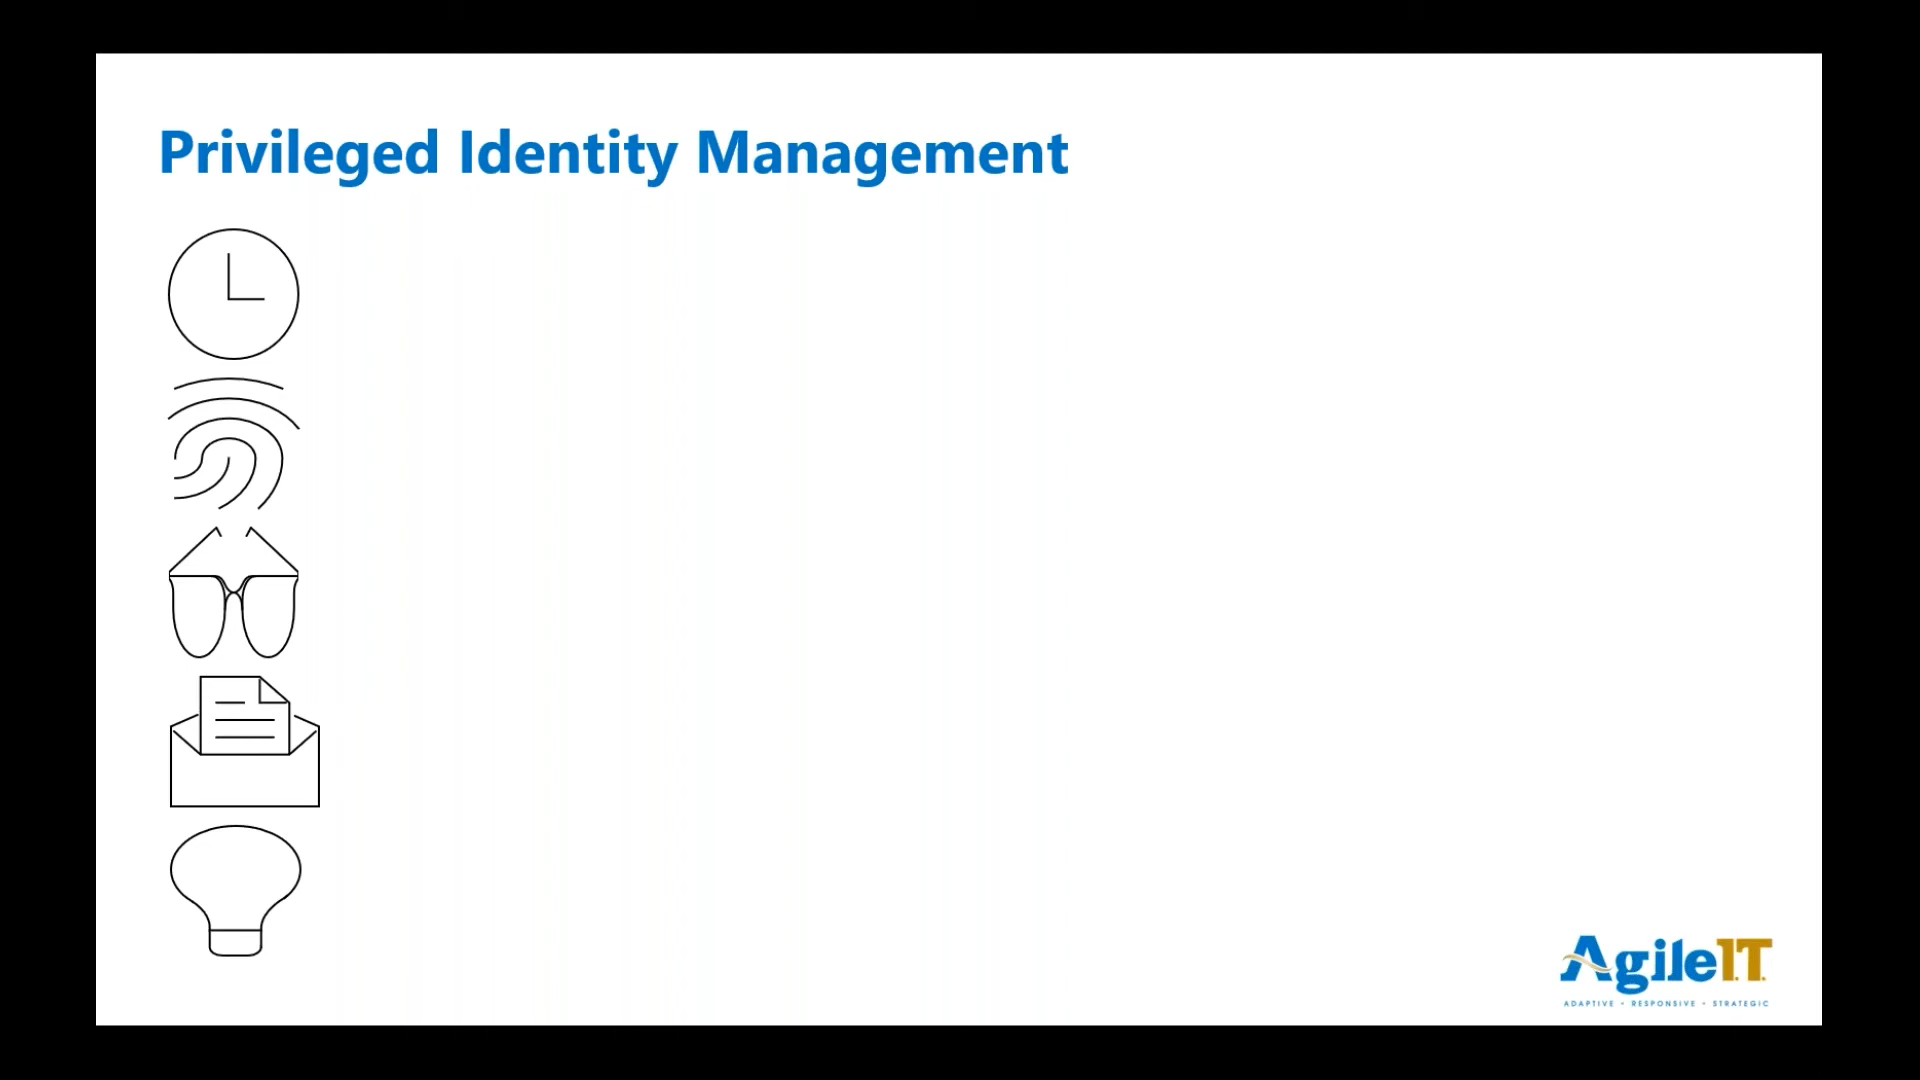 Privileged Identity Management
AgileIT
ADAPTIVE • RESPONSIVE • STRATEGIC